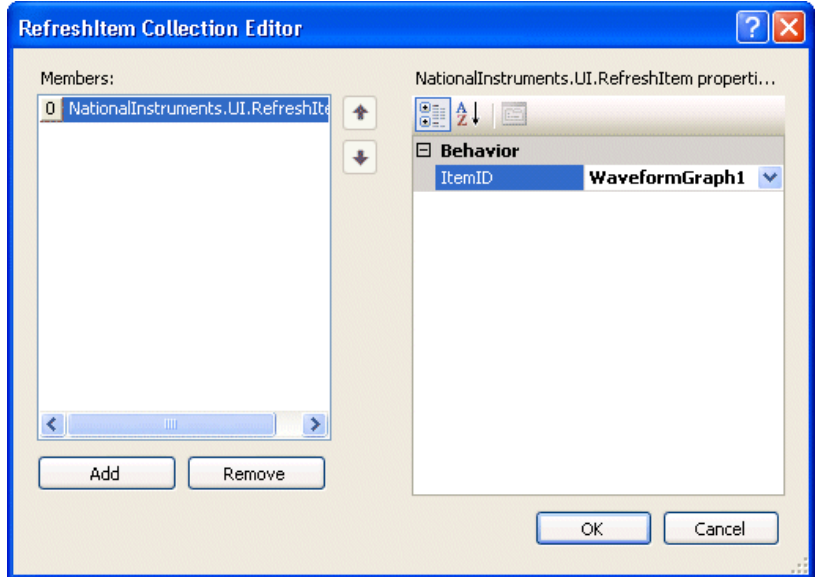 RefreshItem Collection Editor
Members:
0 NationalInstruments.UI.RefreshIte
Add Remove
NationalInstruments.UI.RefreshItem properti...
Behavior
ItemID WaveformGraph1
OK Cancel